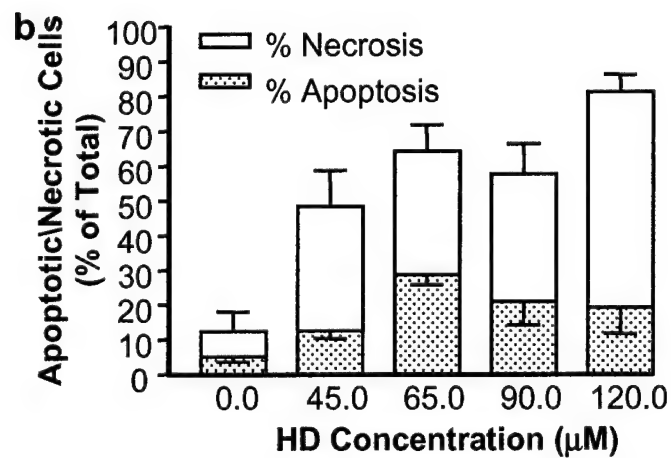 b
% Necrosis
% Apoptosis
Apoptotic\Necrotic Cells
(% of Total)
100
90
80
70
60
50
40
30
20
10
0
0.0 45.0 65.0 90.0 120.0
HD Concentration (μM)